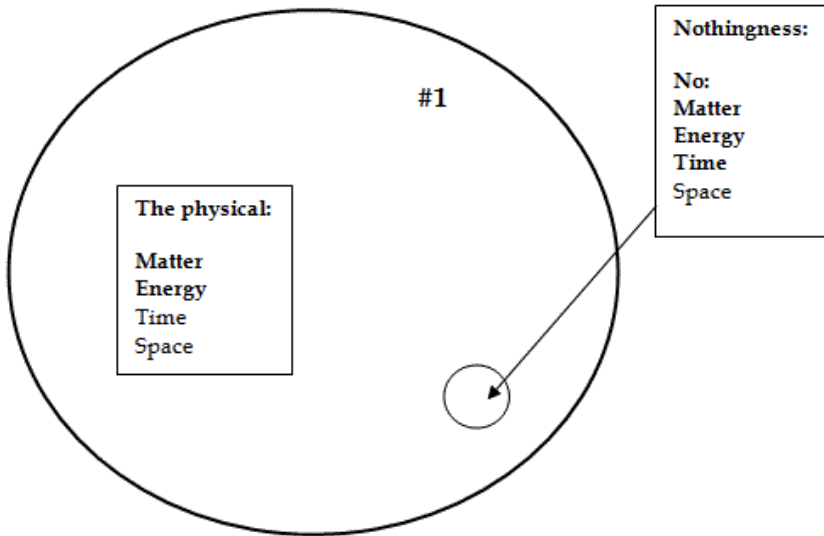 #1
The physical:
Matter
Energy
Time
Space
Nothingness:
No:
Matter
Energy
Time
Space